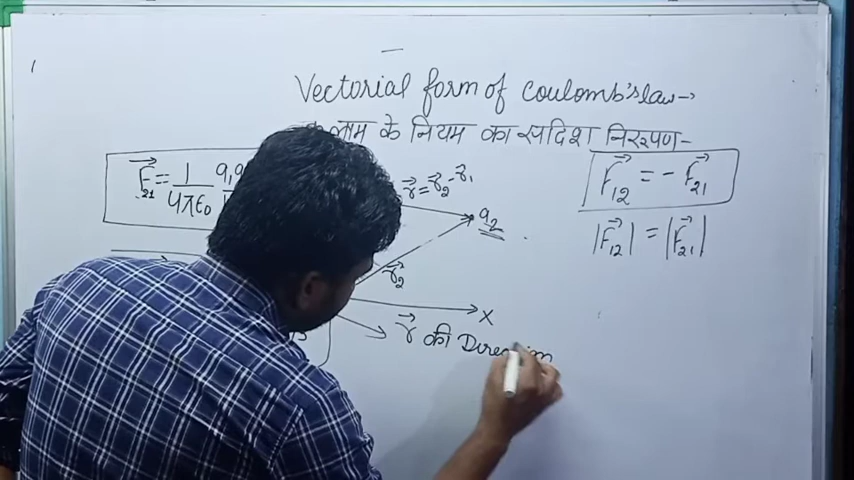 Vectorial form of Coulomb's law→
के नियम का सदिश निरूपण-
F⃗₂₁ = 1/4πϵ₀ q₁q
r⃗ = r⃗₂ - r⃗₁
q₂
F⃗₁₂ = - F⃗₂₁
|F⃗₁₂| = |F⃗₂₁|
r⃗₂
X
r⃗ की Direction